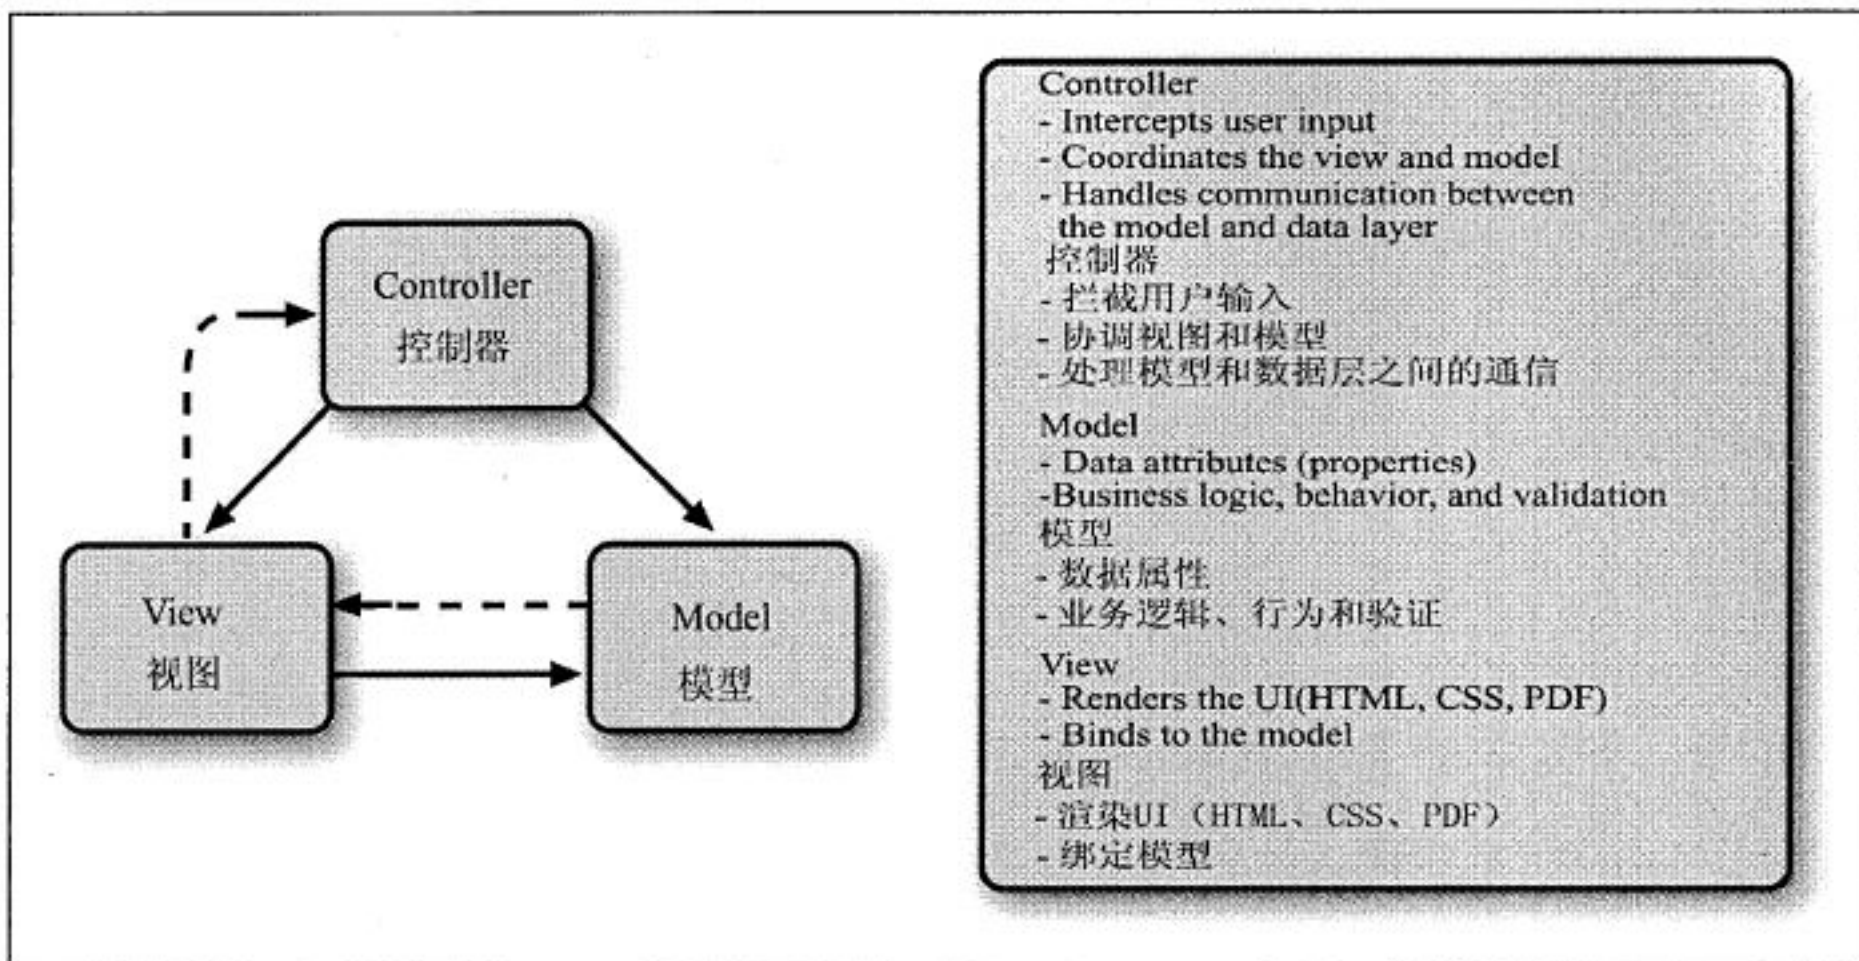 Controller
控制器
View
视图
Model
模型
Controller
- Intercepts user input
- Coordinates the view and model
- Handles communication between
the model and data layer
控制器
- 拦截用户输入
- 协调视图和模型
- 处理模型和数据层之间的通信
Model
- Data attributes (properties)
-Business logic, behavior, and validation
模型
- 数据属性
- 业务逻辑、行为和验证
View
- Renders the UI(HTML, CSS, PDF)
- Binds to the model
视图
- 渲染UI（HTML、CSS、PDF）
- 绑定模型